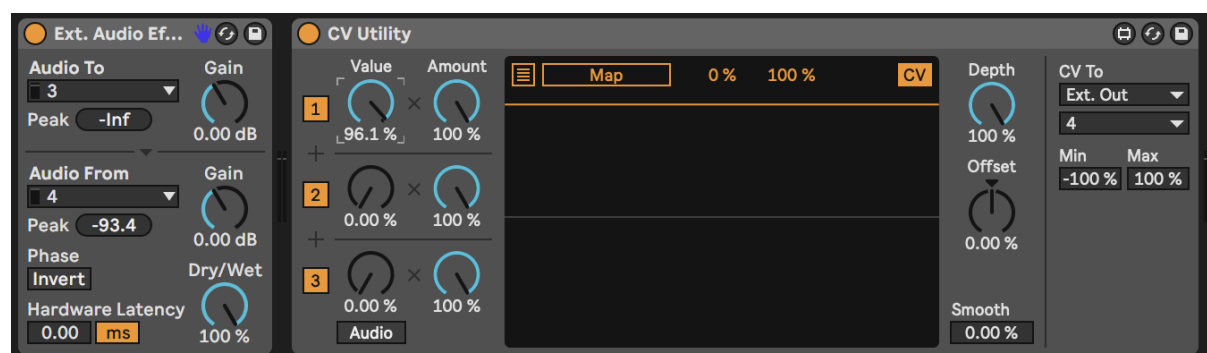 Ext. Audio Ef...
Audio To
Gain
3
Peak -Inf
0.00 dB
Audio From
Gain
4
Peak -93.4
0.00 dB
Phase
Invert
Dry/Wet
Hardware Latency
0.00 ms
100 %
CV Utility
Value Amount
1
96.1 % × 100 %
+
2
0.00 % × 100 %
+
3
0.00 % × 100 %
Audio
Map 0 % 100 % CV
Depth
100 %
Offset
0.00 %
Smooth
0.00 %
CV To
Ext. Out
4
Min Max
-100 % 100 %